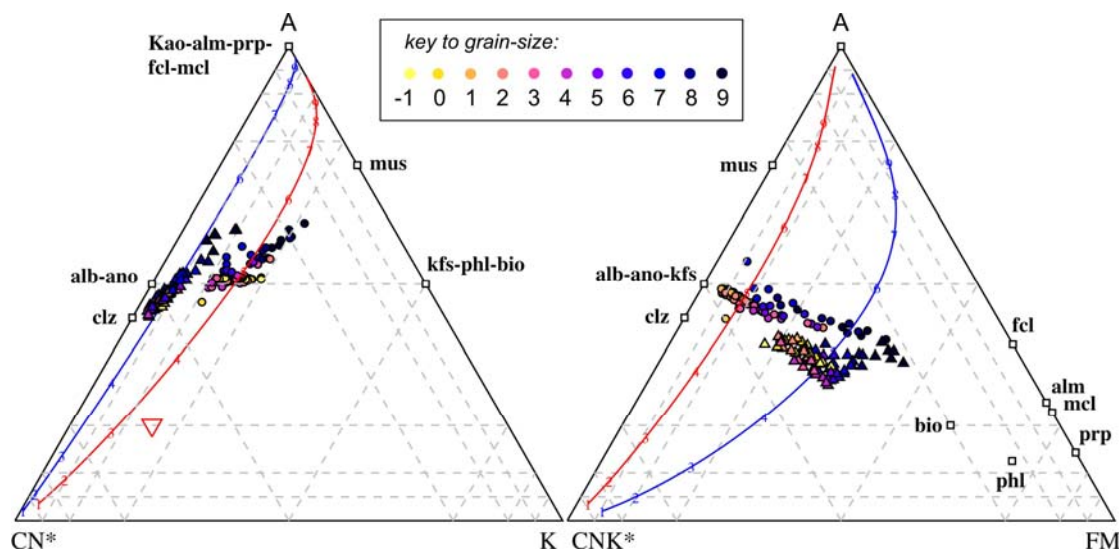 A
Kao-alm-prp-
fcl-mcl
key to grain-size:
-1 0 1 2 3 4 5 6 7 8 9
A
mus
mus
alb-ano
kfs-phl-bio
alb-ano-kfs
clz
clz
fcl
alm
mcl
bio
prp
phl
CN*
K
CNK*
FM